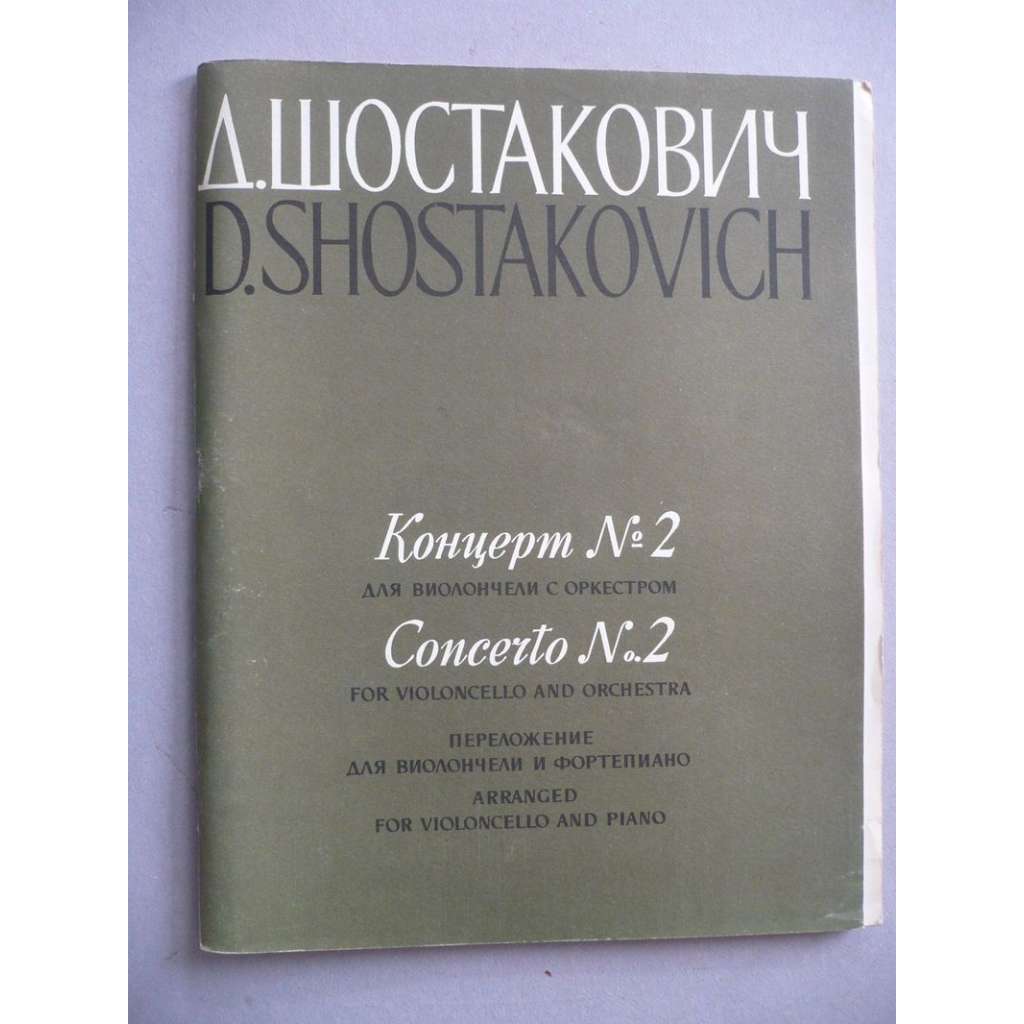 Д.ШОСТАКОВИЧ
D.SHOSTAKOVICH
Концерт №2
ДЛЯ ВИОЛОНЧЕЛИ С ОРКЕСТРОМ
Concerto No.2
FOR VIOLONCELLO AND ORCHESTRA
ПЕРЕЛОЖЕНИЕ
ДЛЯ ВИОЛОНЧЕЛИ И ФОРТЕПИАНО
ARRANGED
FOR VIOLONCELLO AND PIANO